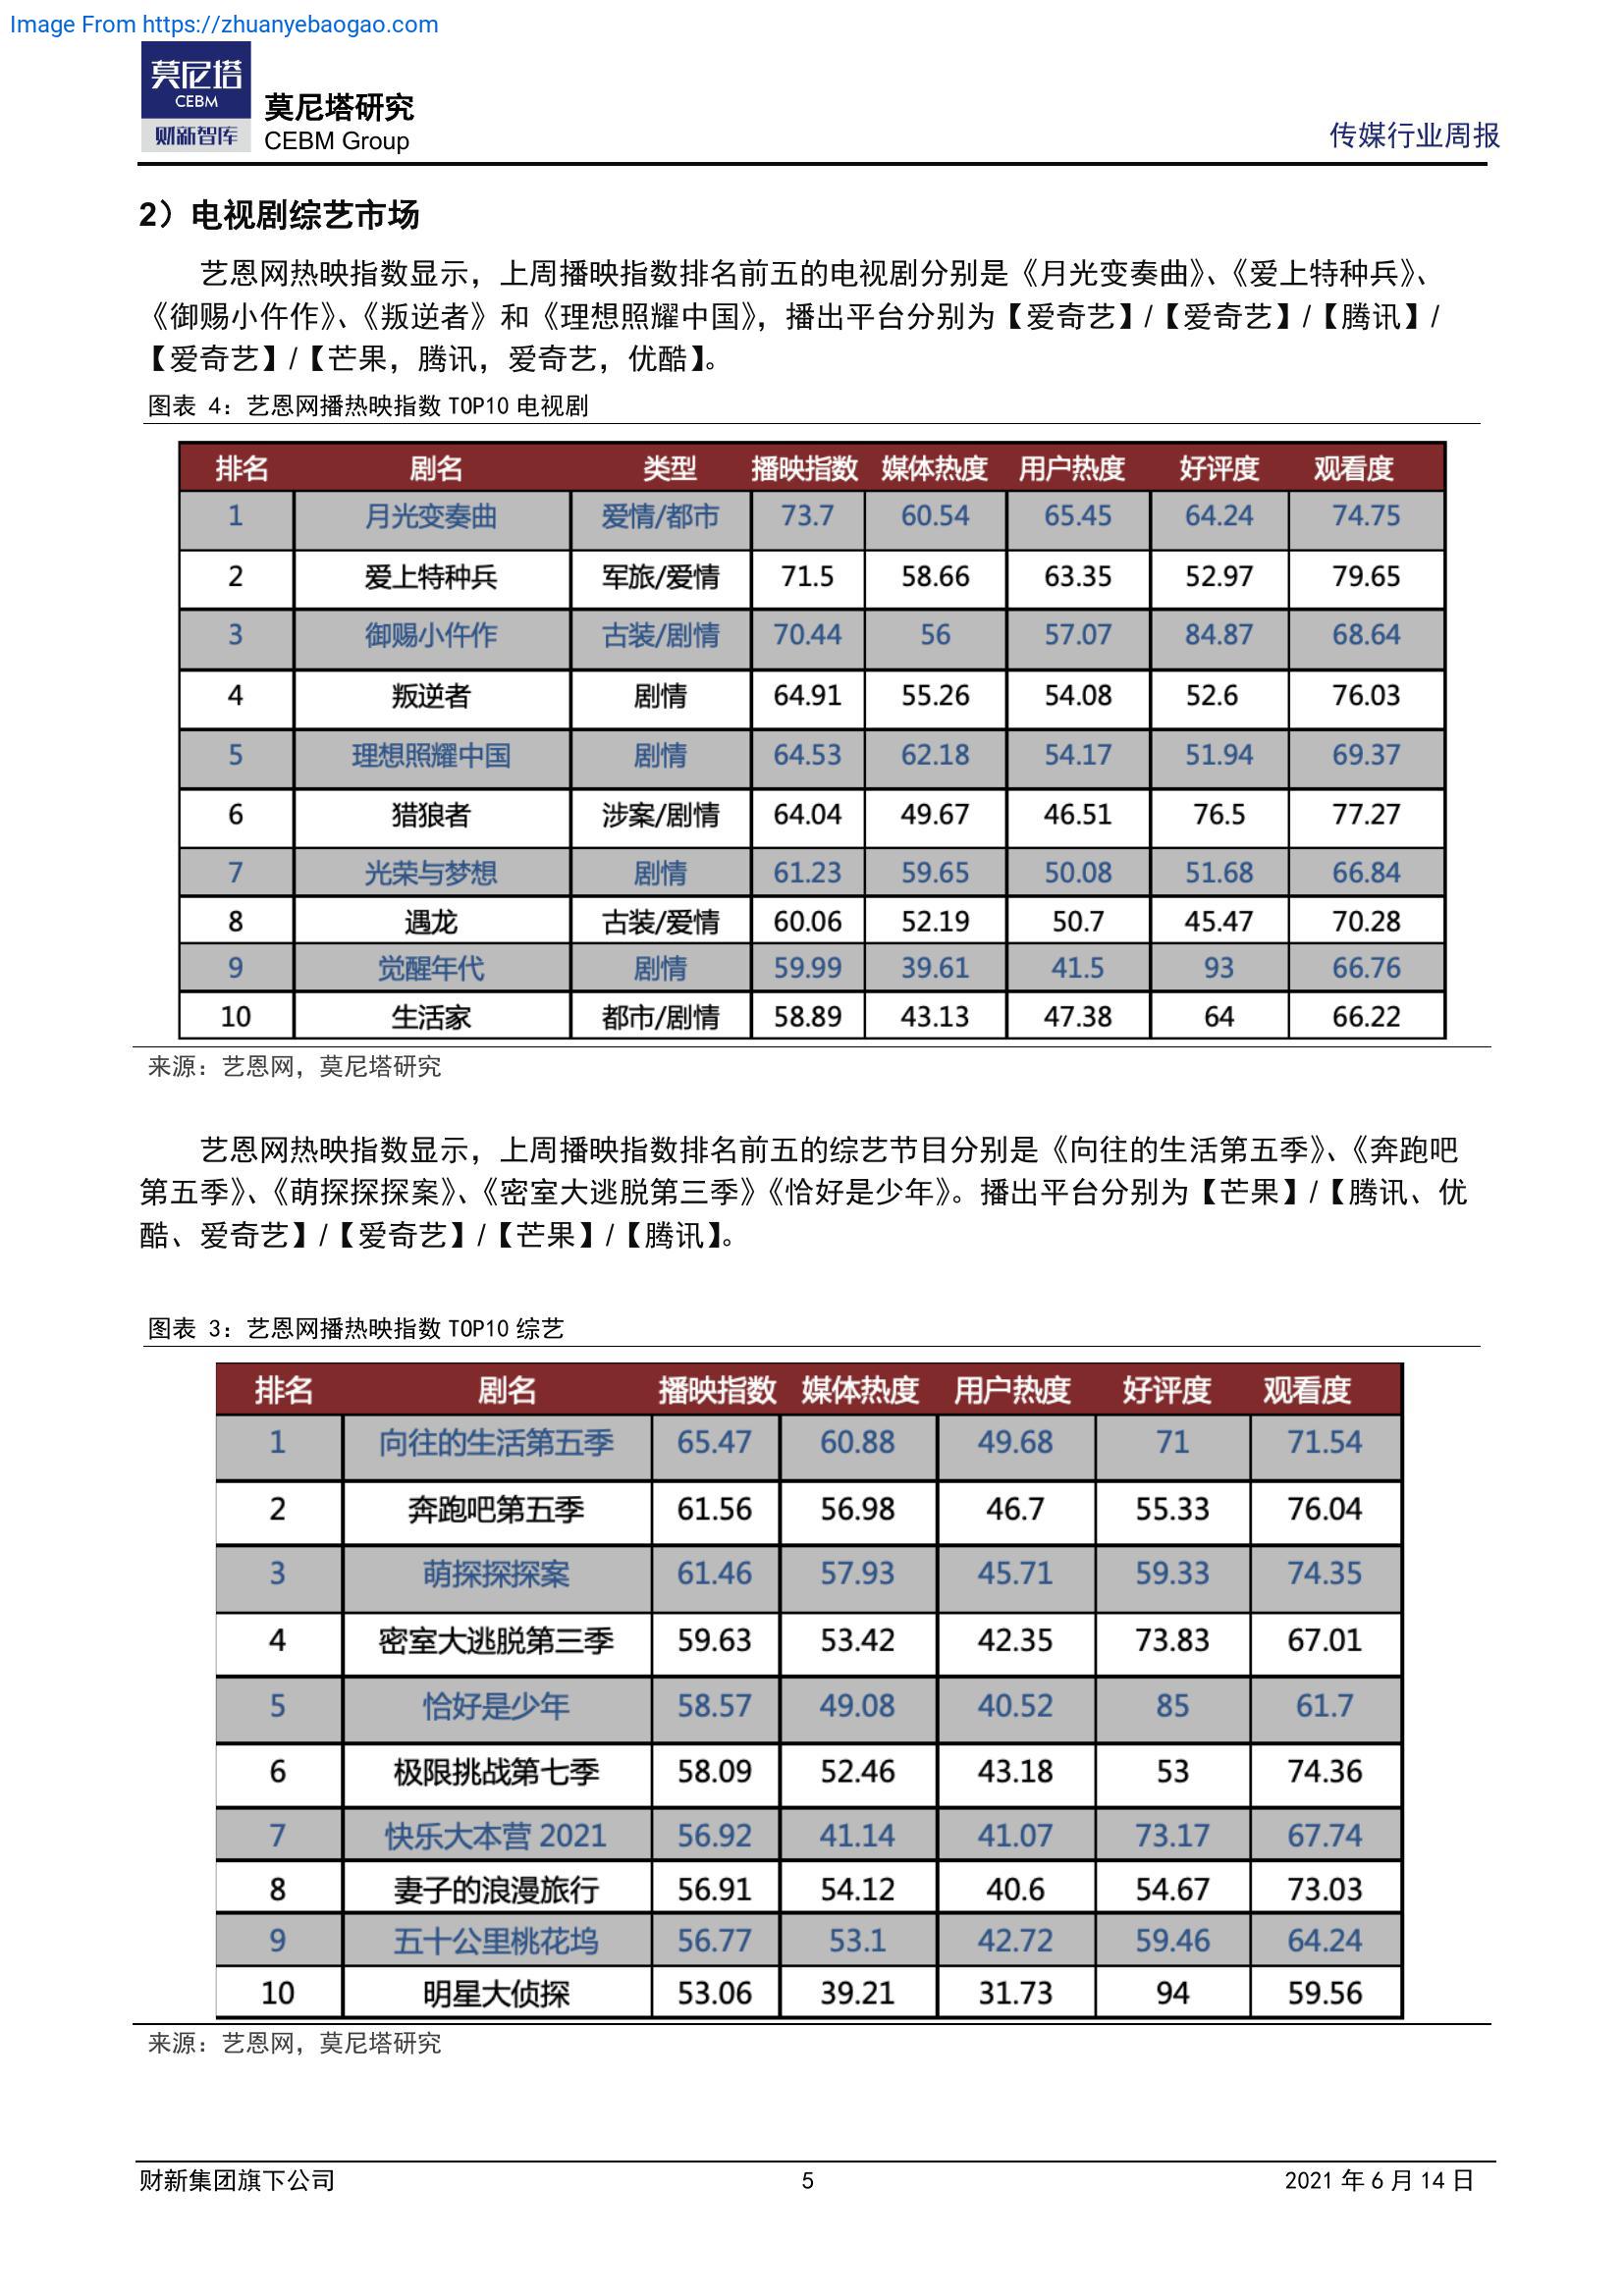 Image From https://zhuanyebaogao.com
莫尼塔
CEBM
财新智库
莫尼塔研究
CEBM Group
传媒行业周报
2）电视剧综艺市场
艺恩网热映指数显示，上周播映指数排名前五的电视剧分别是《月光变奏曲》、《爱上特种兵》、
《御赐小仵作》、《叛逆者》和《理想照耀中国》，播出平台分别为【爱奇艺】/【爱奇艺】/【腾讯】/
【爱奇艺】/【芒果，腾讯，爱奇艺，优酷】。
图表 4：艺恩网播热映指数 TOP10 电视剧
排名 剧名 类型 播映指数 媒体热度 用户热度 好评度 观看度
1 月光变奏曲 爱情/都市 73.7 60.54 65.45 64.24 74.75
2 爱上特种兵 军旅/爱情 71.5 58.66 63.35 52.97 79.65
3 御赐小仵作 古装/剧情 70.44 56 57.07 84.87 68.64
4 叛逆者 剧情 64.91 55.26 54.08 52.6 76.03
5 理想照耀中国 剧情 64.53 62.18 54.17 51.94 69.37
6 猎狼者 涉案/剧情 64.04 49.67 46.51 76.5 77.27
7 光荣与梦想 剧情 61.23 59.65 50.08 51.68 66.84
8 遇龙 古装/爱情 60.06 52.19 50.7 45.47 70.28
9 觉醒年代 剧情 59.99 39.61 41.5 93 66.76
10 生活家 都市/剧情 58.89 43.13 47.38 64 66.22
来源：艺恩网，莫尼塔研究
艺恩网热映指数显示，上周播映指数排名前五的综艺节目分别是《向往的生活第五季》、《奔跑吧
第五季》、《萌探探探案》、《密室大逃脱第三季》《恰好是少年》。播出平台分别为【芒果】/【腾讯、优
酷、爱奇艺】/【爱奇艺】/【芒果】/【腾讯】。
图表 3：艺恩网播热映指数 TOP10 综艺
排名 剧名 播映指数 媒体热度 用户热度 好评度 观看度
1 向往的生活第五季 65.47 60.88 49.68 71 71.54
2 奔跑吧第五季 61.56 56.98 46.7 55.33 76.04
3 萌探探探案 61.46 57.93 45.71 59.33 74.35
4 密室大逃脱第三季 59.63 53.42 42.35 73.83 67.01
5 恰好是少年 58.57 49.08 40.52 85 61.7
6 极限挑战第七季 58.09 52.46 43.18 53 74.36
7 快乐大本营 2021 56.92 41.14 41.07 73.17 67.74
8 妻子的浪漫旅行 56.91 54.12 40.6 54.67 73.03
9 五十公里桃花坞 56.77 53.1 42.72 59.46 64.24
10 明星大侦探 53.06 39.21 31.73 94 59.56
来源：艺恩网，莫尼塔研究
财新集团旗下公司 5 2021 年 6 月 14 日